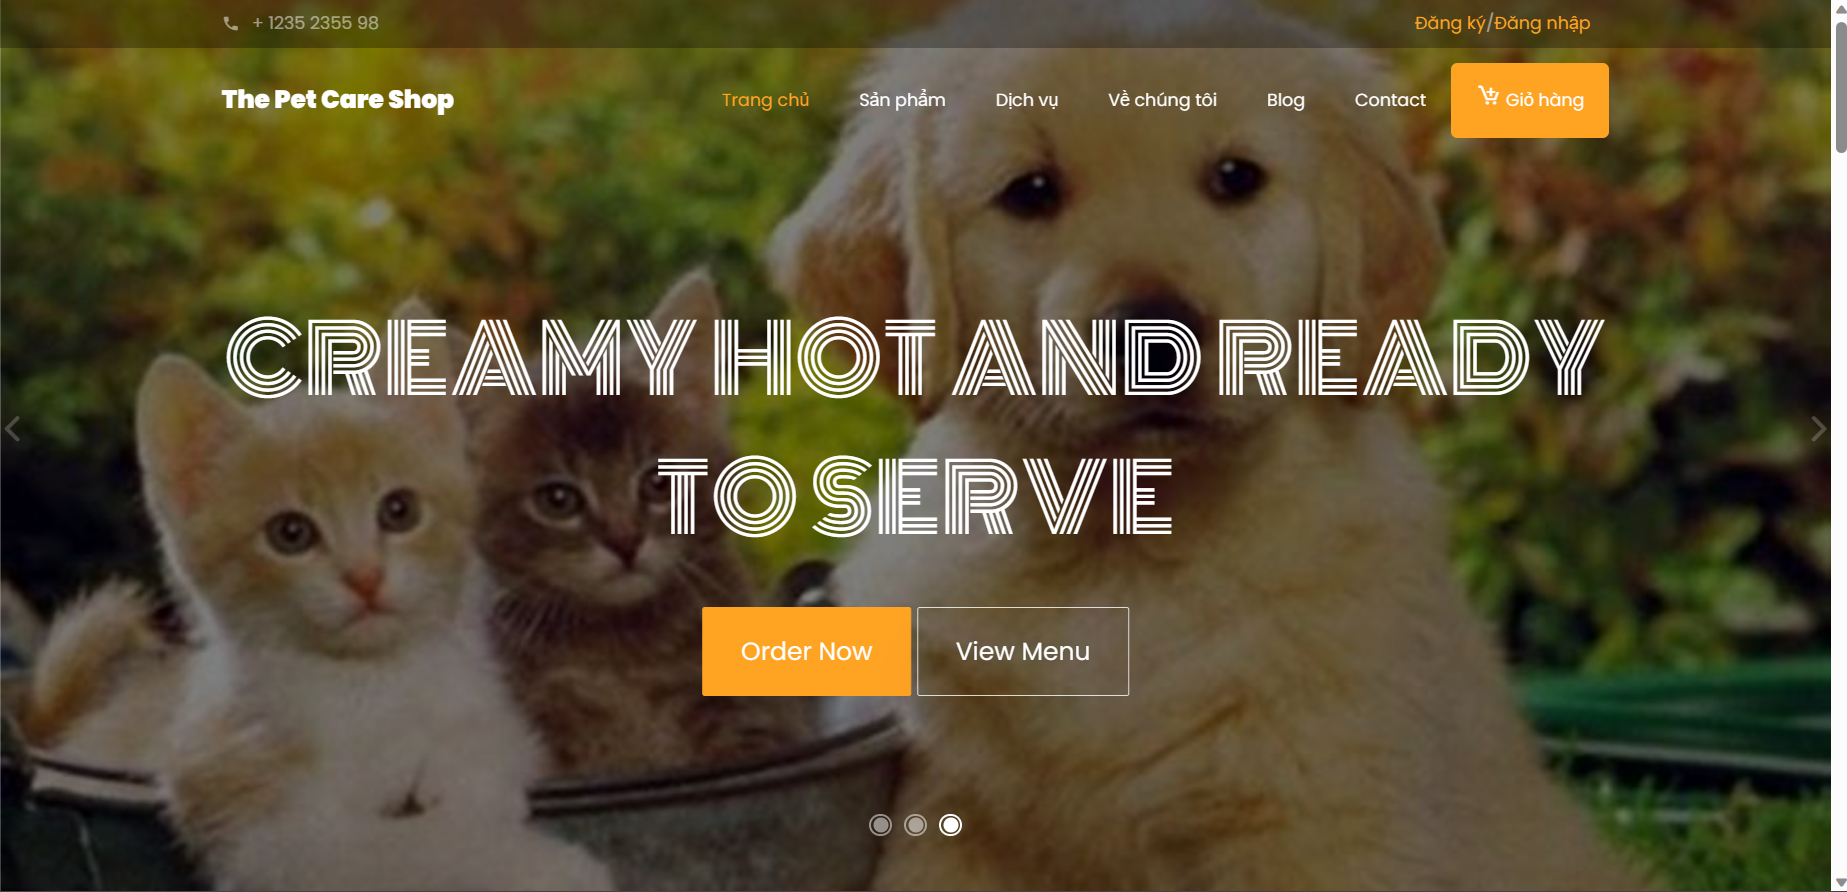 + 1235 2355 98
Đăng ký/Đăng nhập
The Pet Care Shop
Trang chủ
Sản phẩm
Dịch vụ
Về chúng tôi
Blog
Contact
Giỏ hàng
CREAMY HOT AND READY
TO SERVE
Order Now
View Menu